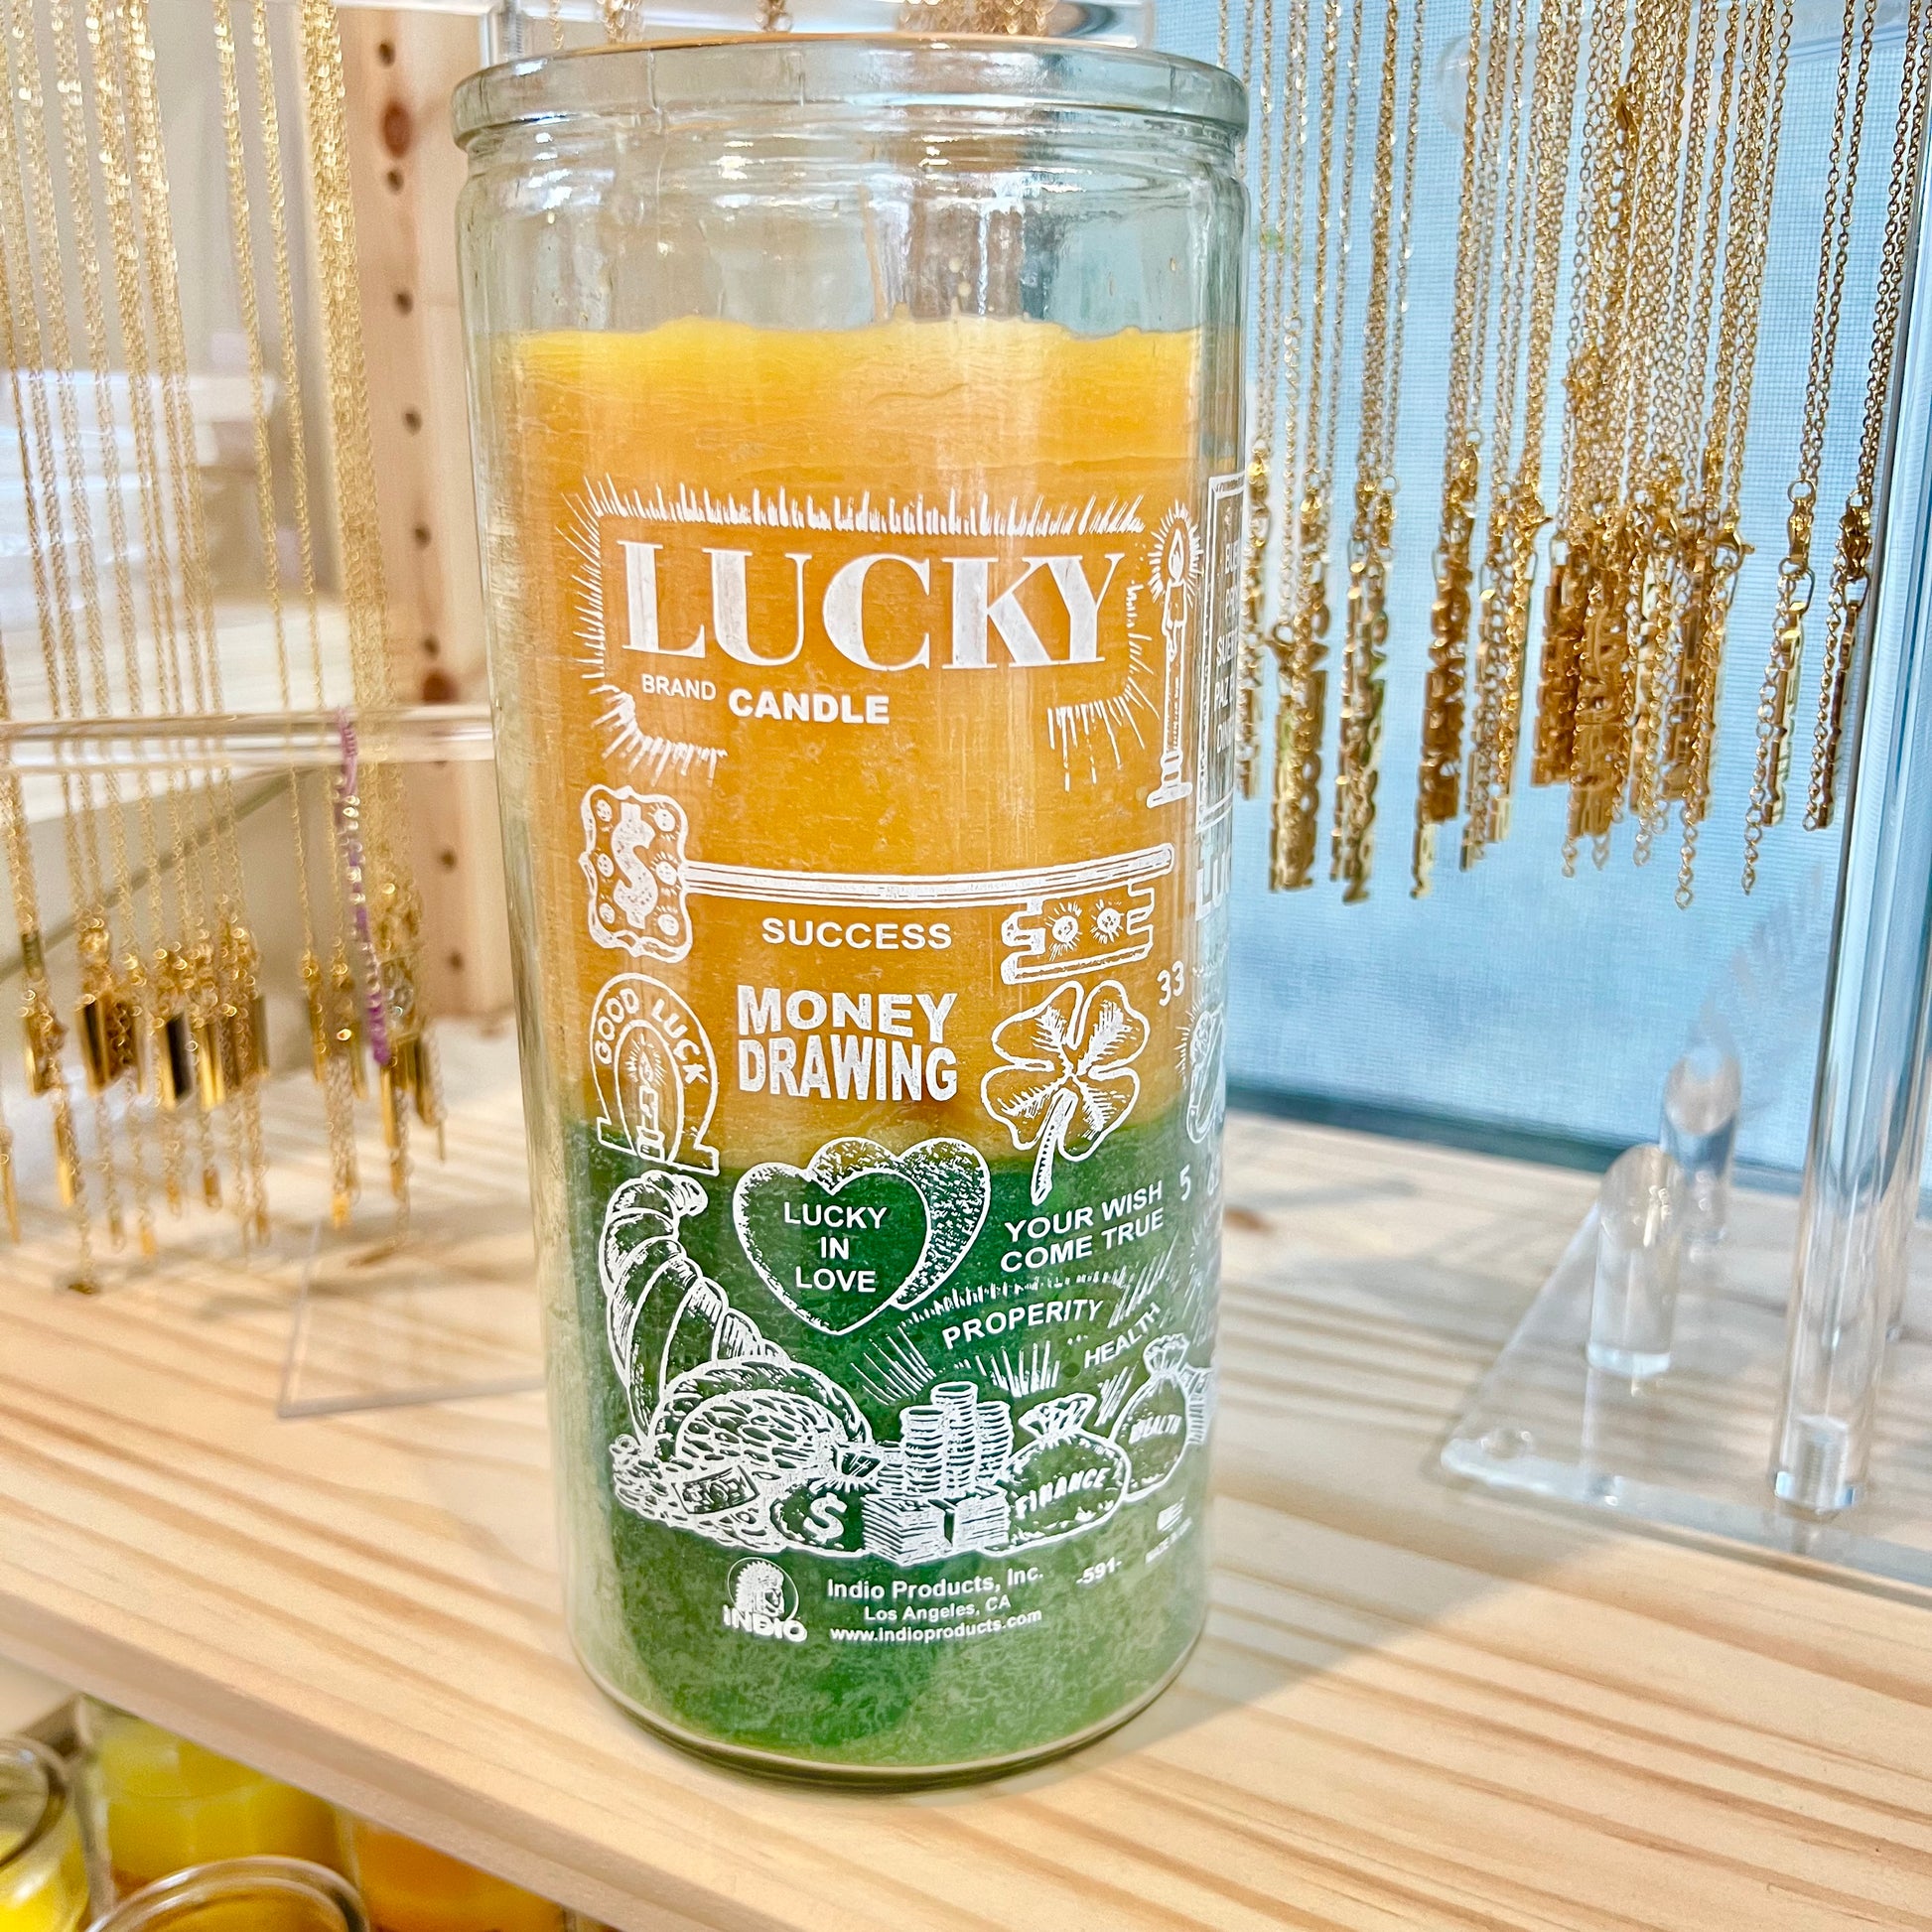 LUCKY
BRAND CANDLE
$
SUCCESS
33
GOOD LUCK
MONEY
DRAWING
LUCKY
IN
LOVE
YOUR WISH
COME TRUE
5
PROPERITY
HEALTH
FINANCE
$
INDIO
Indio Products, Inc.
Los Angeles, CA
www.indioproducts.com
-591-
PAZ